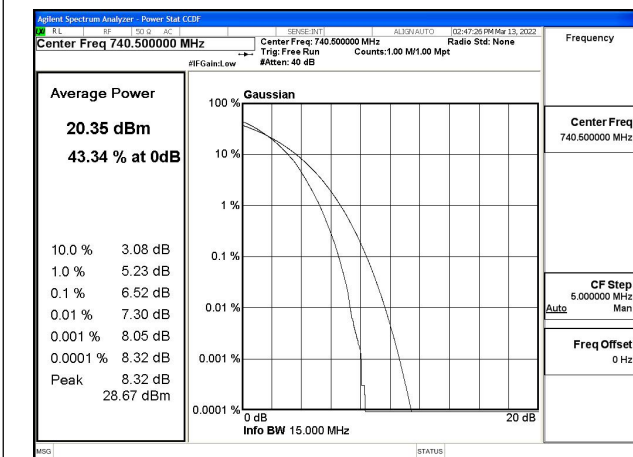 Agilent Spectrum Analyzer - Power Stat CCDF
RL RF 50 Ω AC SENSE:INT ALIGN AUTO 02:47:26 PM Mar 13, 2022
Center Freq 740.500000 MHz
Center Freq: 740.500000 MHz Radio Std: None
Trig: Free Run Counts:1.00 M/1.00 Mpt
#IFGain:Low #Atten: 40 dB
Frequency
Average Power
20.35 dBm
43.34 % at 0dB
10.0 % 3.08 dB
1.0 % 5.23 dB
0.1 % 6.52 dB
0.01 % 7.30 dB
0.001 % 8.05 dB
0.0001 % 8.32 dB
Peak 8.32 dB
28.67 dBm
Gaussian
100 %
10 %
1 %
0.1 %
0.01 %
0.001 %
0.0001 %
0 dB 20 dB
Info BW 15.000 MHz
Center Freq
740.500000 MHz
CF Step
5.000000 MHz
Auto Man
Freq Offset
0 Hz
MSG STATUS